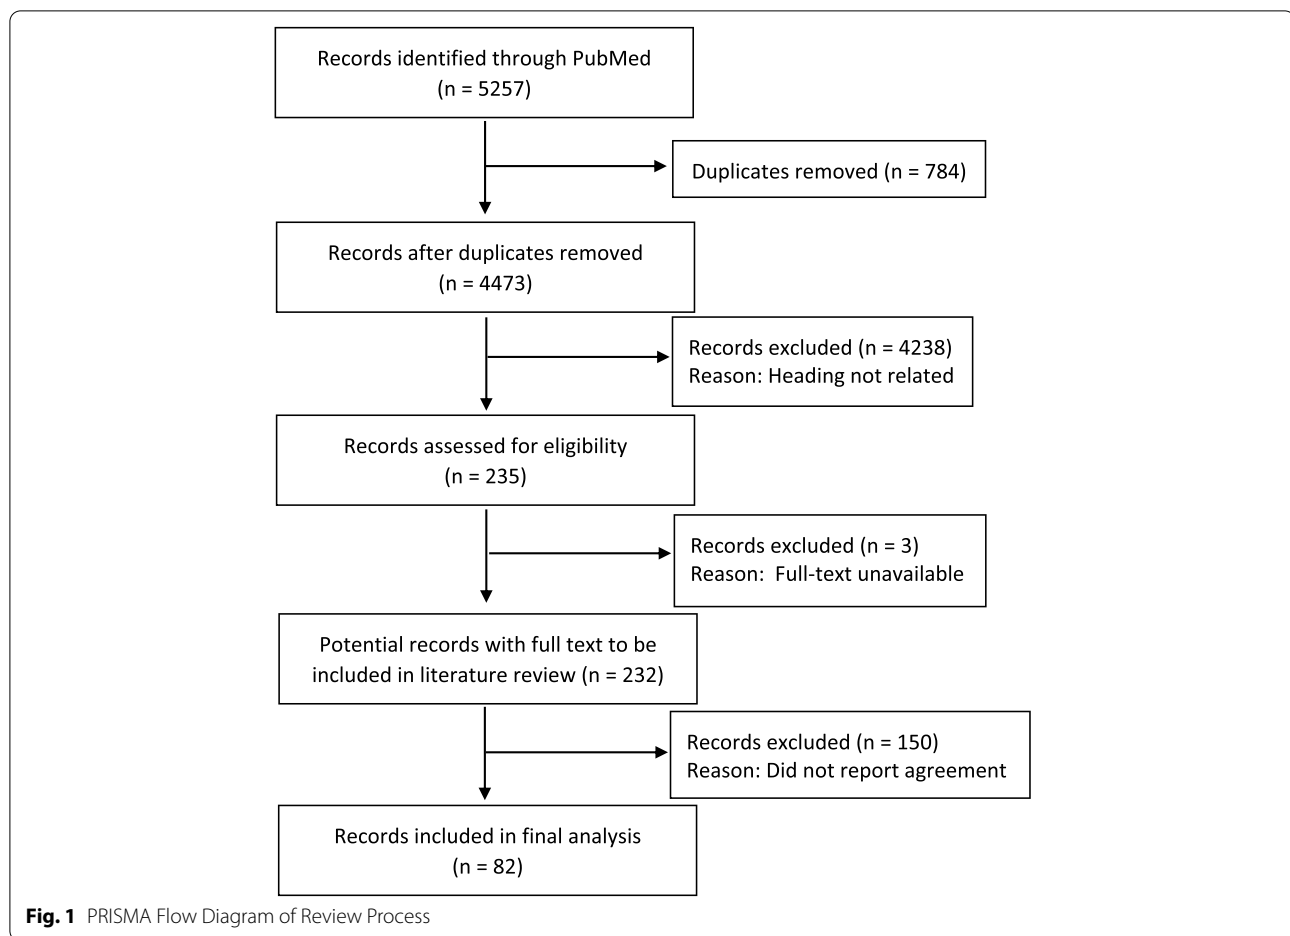 Records identified through PubMed
(n = 5257)
Duplicates removed (n = 784)
Records after duplicates removed
(n = 4473)
Records excluded (n = 4238)
Reason: Heading not related
Records assessed for eligibility
(n = 235)
Records excluded (n = 3)
Reason:  Full-text unavailable
Potential records with full text to be
included in literature review (n = 232)
Records excluded (n = 150)
Reason: Did not report agreement
Records included in final analysis
(n = 82)
Fig. 1 PRISMA Flow Diagram of Review Process